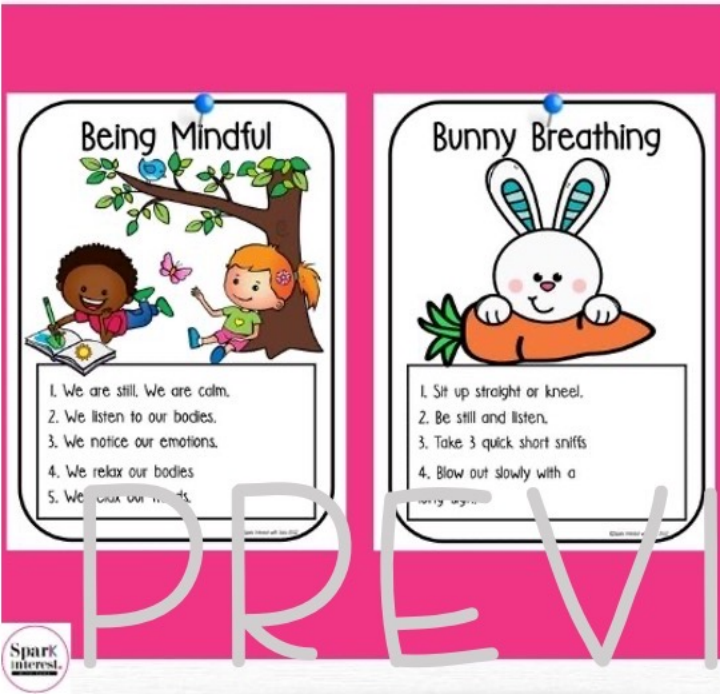 Being Mindful
1. We are still. We are calm.
2. We listen to our bodies.
3. We notice our emotions.
4. We relax our bodies
5. We relax our
Bunny Breathing
1. Sit up straight or kneel.
2. Be still and listen.
3. Take 3 quick short sniffs
4. Blow out slowly with a
PREVI
Spark
Interest